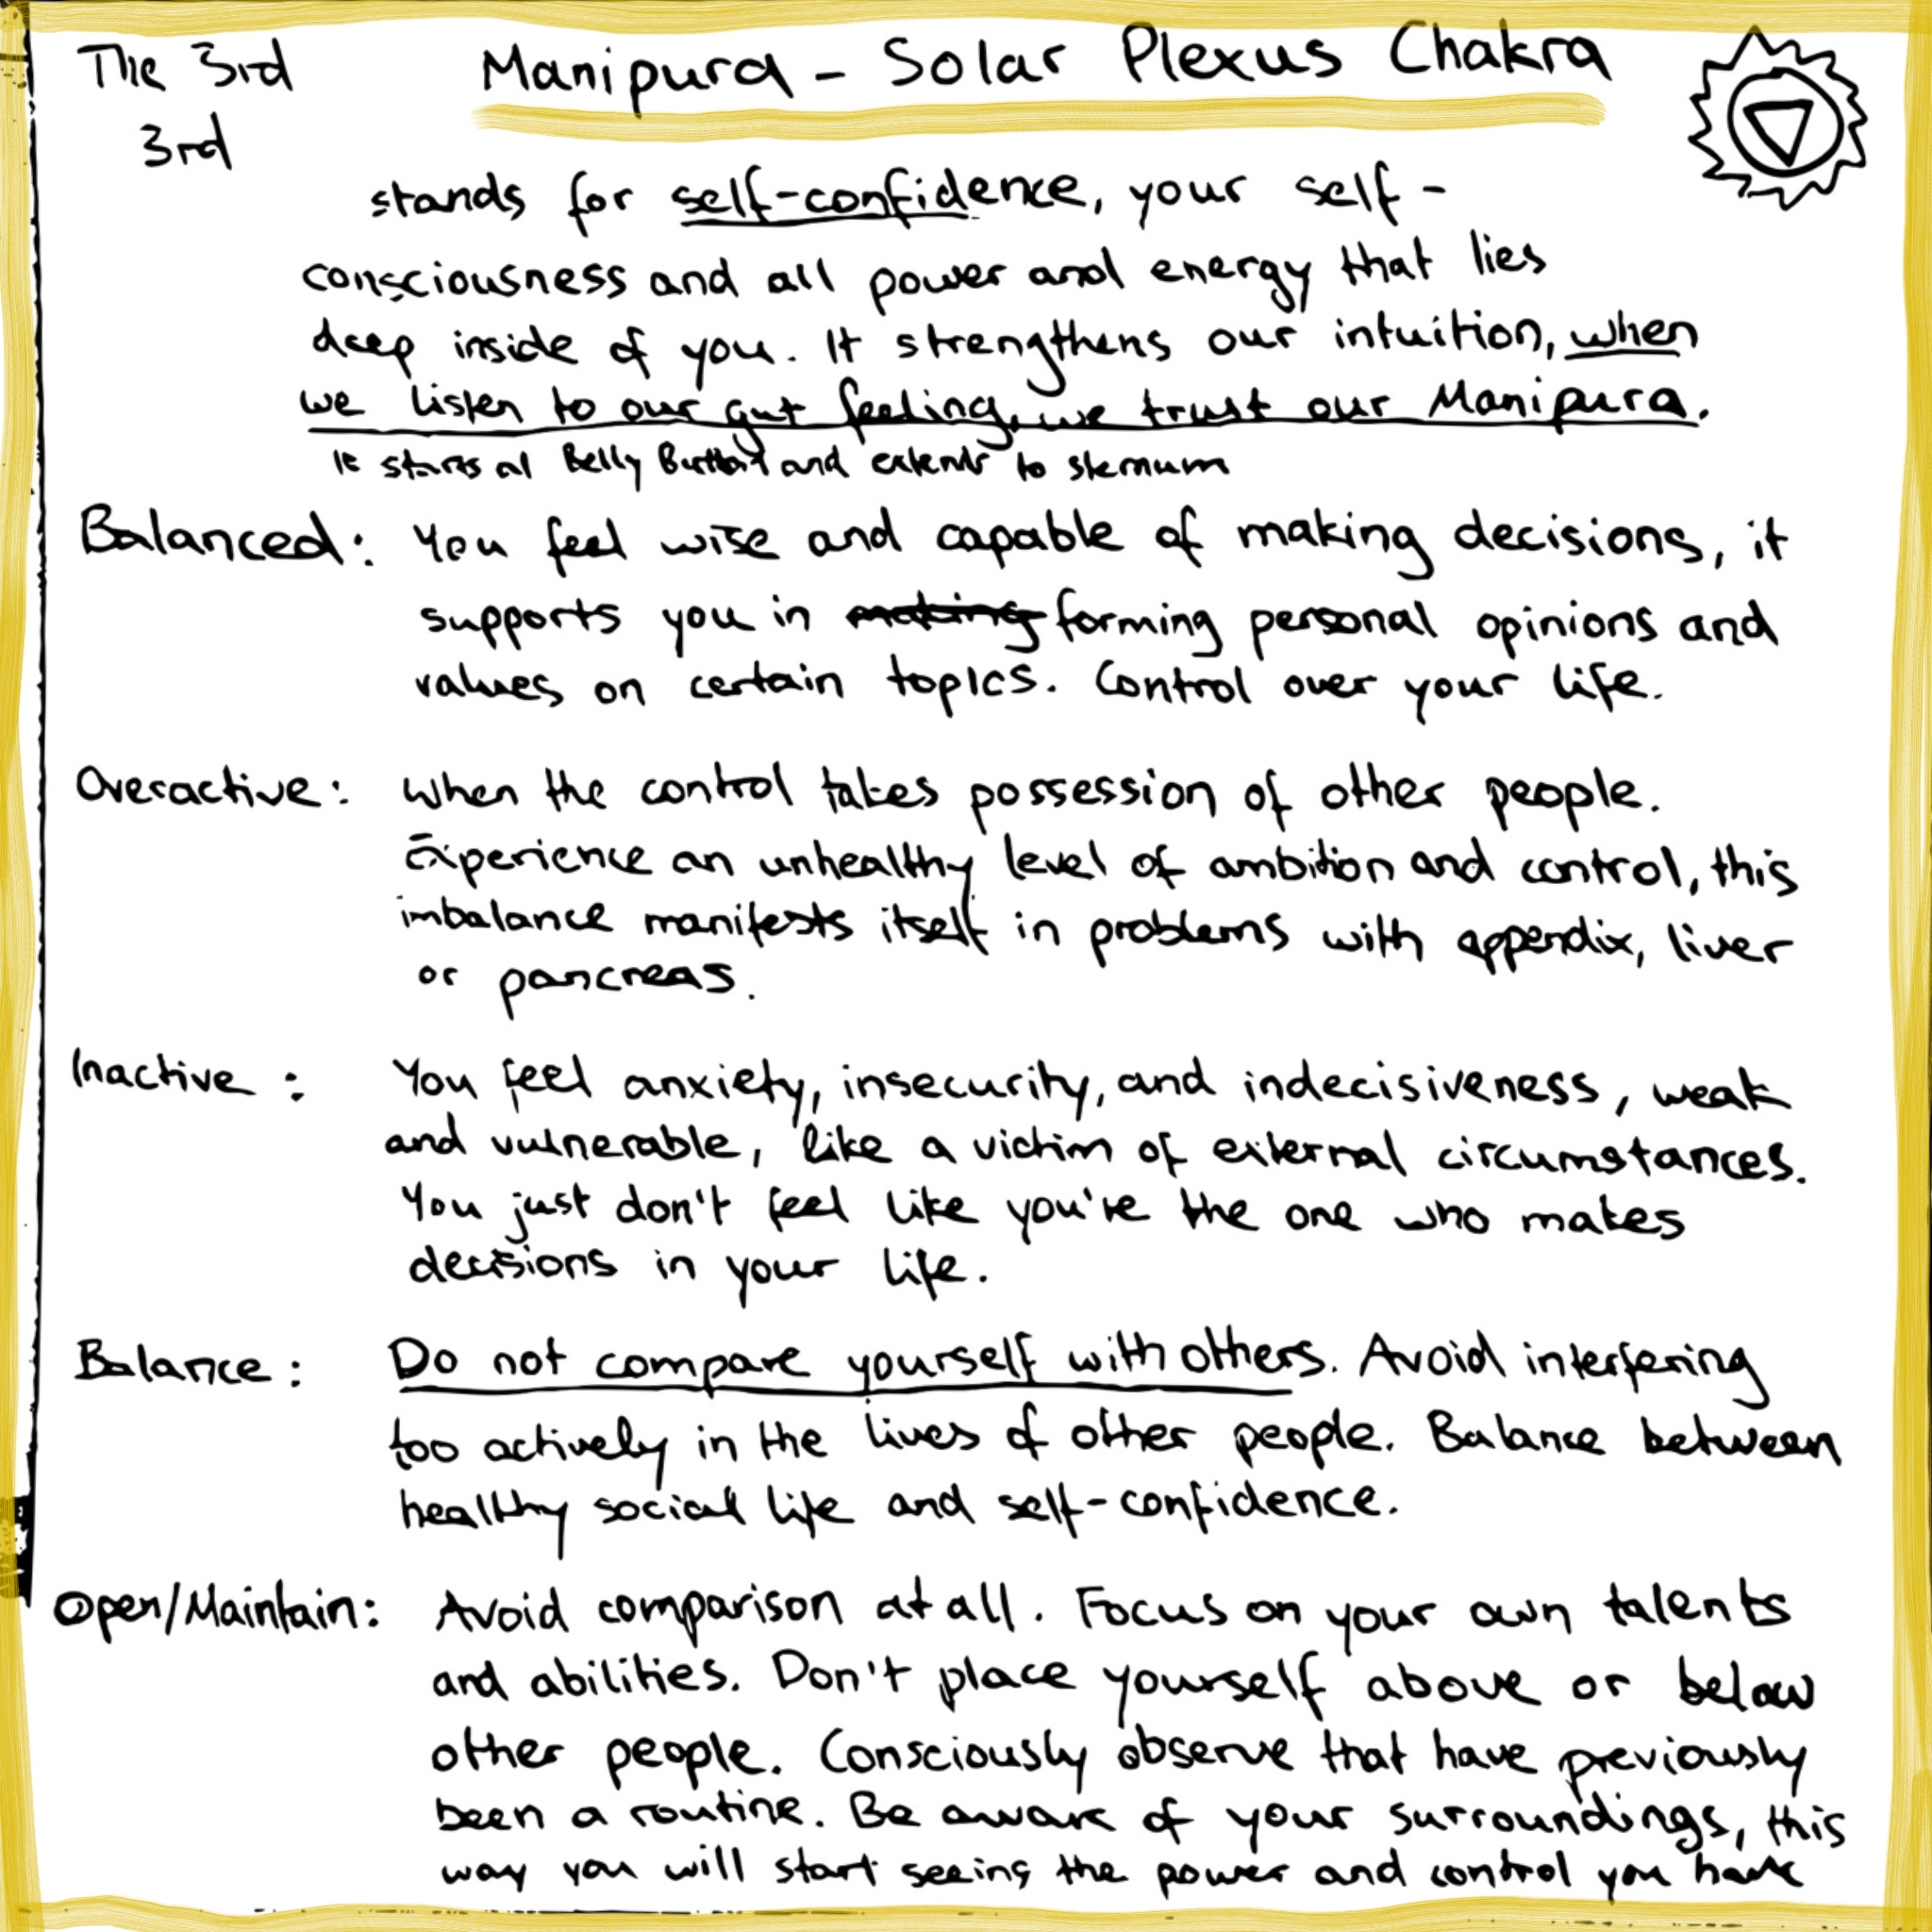 The 3rd Manipura - Solar Plexus Chakra
3rd
stands for self-confidence, your self-
consciousness and all power and energy that lies
deep inside of you. It strengthens our intuition, when
we listen to our gut feeling, we trust our Manipura.
It starts at Belly Button and extends to sternum
Balanced: You feel wise and capable of making decisions, it
supports you in making forming personal opinions and
values on certain topics. Control over your life.
Overactive: When the control takes possession of other people.
Experience an unhealthy level of ambition and control, this
imbalance manifests itself in problems with appendix, liver
or pancreas.
Inactive: You feel anxiety, insecurity, and indecisiveness, weak
and vulnerable, like a victim of external circumstances.
You just don't feel like you're the one who makes
decisions in your life.
Balance: Do not compare yourself with others. Avoid interfering
too actively in the lives of other people. Balance between
healthy social life and self-confidence.
Open/Maintain: Avoid comparison at all. Focus on your own talents
and abilities. Don't place yourself above or below
other people. Consciously observe that have previously
been a routine. Be aware of your surroundings, this
way you will start seeing the power and control you have